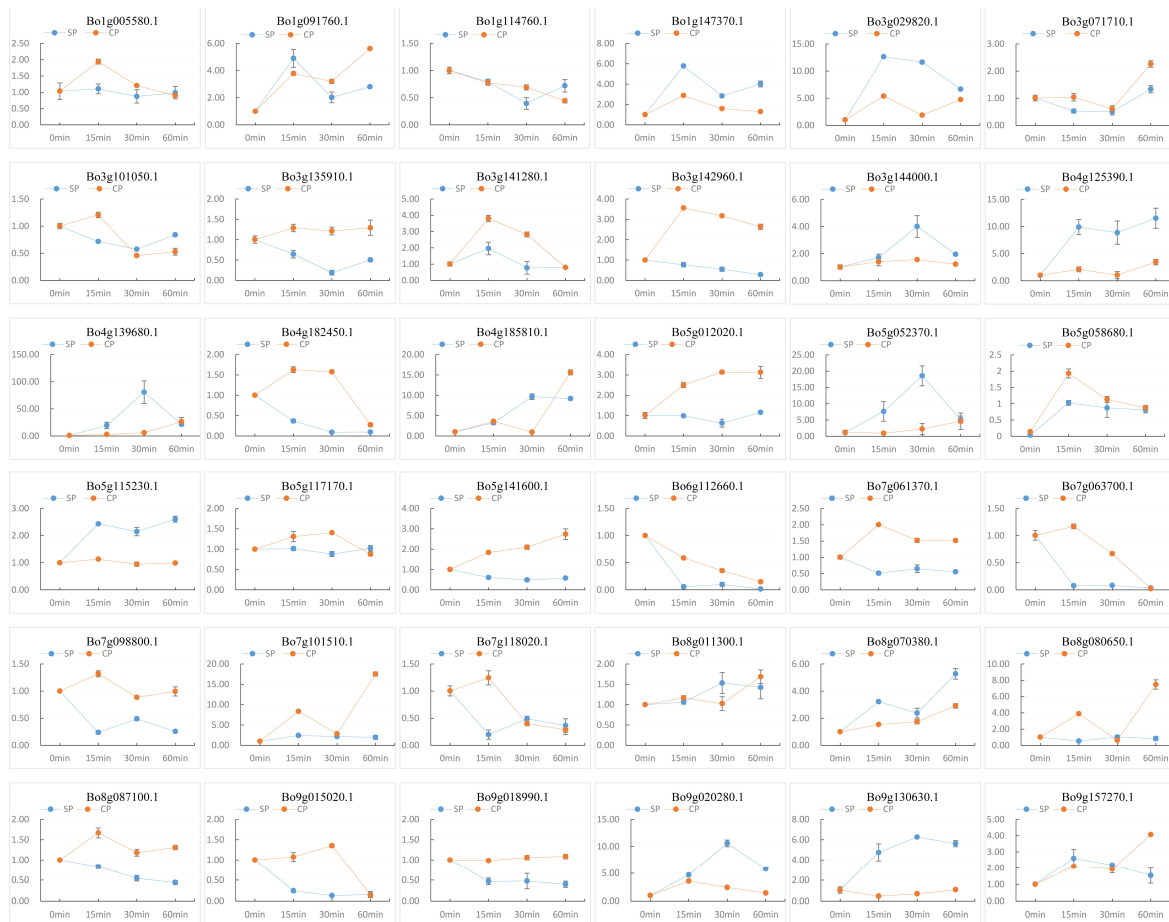 Bo1g005580.1 Bo1g091760.1 Bo1g114760.1 Bo1g147370.1 Bo3g029820.1 Bo3g071710.1
SP CP SP CP SP CP SP CP SP CP SP CP
2.50 6.00 1.50 8.00 15.00 3.00
2.00 4.00 1.00 6.00 10.00 2.00
1.50 2.00 0.50 4.00 5.00 1.00
1.00 0.00 0.00 2.00 0.00 0.00
0.50 0.00
0.00
0min 15min 30min 60min 0min 15min 30min 60min 0min 15min 30min 60min 0min 15min 30min 60min 0min 15min 30min 60min 0min 15min 30min 60min
Bo3g101050.1 Bo3g135910.1 Bo3g141280.1 Bo3g142960.1 Bo3g144000.1 Bo4g125390.1
SP CP SP CP SP CP SP CP SP CP SP CP
1.50 2.00 5.00 4.00 6.00 15.00
1.00 1.50 4.00 3.00 4.00 10.00
0.50 1.00 3.00 2.00 2.00 5.00
0.00 0.50 2.00 1.00 0.00 0.00
0.00 1.00 0.00
0.00
0min 15min 30min 60min 0min 15min 30min 60min 0min 15min 30min 60min 0min 15min 30min 60min 0min 15min 30min 60min 0min 15min 30min 60min
Bo4g139680.1 Bo4g182450.1 Bo4g185810.1 Bo5g012020.1 Bo5g052370.1 Bo5g058680.1
SP CP SP CP SP CP SP CP SP CP SP CP
150.00 2.00 20.00 4.00 25.00 2.5
100.00 1.50 15.00 3.00 20.00 2
50.00 1.00 10.00 2.00 15.00 1.5
0.00 0.50 5.00 1.00 10.00 1
0.00 0.00 0.00 5.00 0.5
0.00 0
0min 15min 30min 60min 0min 15min 30min 60min 0min 15min 30min 60min 0min 15min 30min 60min 0min 15min 30min 60min 0min 15min 30min 60min
Bo5g115230.1 Bo5g117170.1 Bo5g141600.1 Bo6g112660.1 Bo7g061370.1 Bo7g063700.1
SP CP SP CP SP CP SP CP SP CP SP CP
3.00 2.00 4.00 1.50 2.50 1.50
2.00 1.50 3.00 1.00 2.00 1.00
1.00 1.00 2.00 0.50 1.50 0.50
0.00 0.50 1.00 0.00 1.00 0.00
0.00 0.00 0.50
0.00
0min 15min 30min 60min 0min 15min 30min 60min 0min 15min 30min 60min 0min 15min 30min 60min 0min 15min 30min 60min 0min 15min 30min 60min
Bo7g098800.1 Bo7g101510.1 Bo7g118020.1 Bo8g011300.1 Bo8g070380.1 Bo8g080650.1
SP CP SP CP SP CP SP CP SP CP SP CP
1.50 20.00 1.50 2.00 6.00 10.00
1.00 15.00 1.00 1.50 4.00 8.00
0.50 10.00 0.50 1.00 2.00 6.00
0.00 5.00 0.00 0.50 0.00 4.00
0.00 0.00 2.00
0.00
0min 15min 30min 60min 0min 15min 30min 60min 0min 15min 30min 60min 0min 15min 30min 60min 0min 15min 30min 60min 0min 15min 30min 60min
Bo8g087100.1 Bo9g015020.1 Bo9g018990.1 Bo9g020280.1 Bo9g130630.1 Bo9g157270.1
SP CP SP CP SP CP SP CP SP CP SP CP
2.00 2.00 2.00 15.00 8.00 5.00
1.50 1.50 1.50 10.00 6.00 4.00
1.00 1.00 1.00 5.00 4.00 3.00
0.50 0.50 0.50 0.00 2.00 2.00
0.00 0.00 0.00 0.00 1.00
0.00
0min 15min 30min 60min 0min 15min 30min 60min 0min 15min 30min 60min 0min 15min 30min 60min 0min 15min 30min 60min 0min 15min 30min 60min